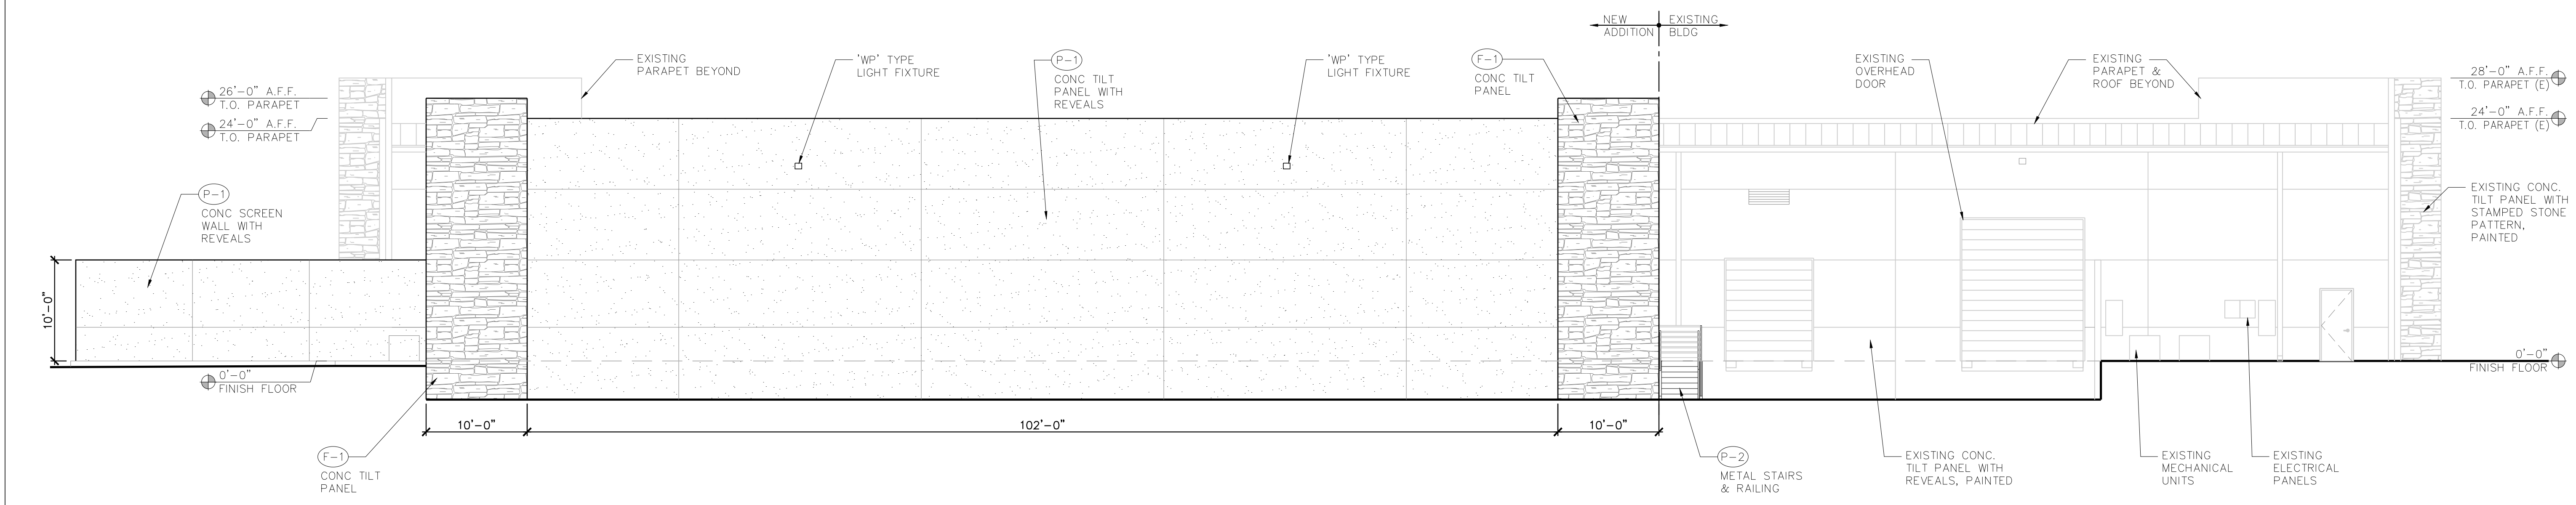 NEW
ADDITION
EXISTING
BLDG
26'-0" A.F.F.
T.O. PARAPET
24'-0" A.F.F.
T.O. PARAPET
EXISTING
PARAPET BEYOND
'WP' TYPE
LIGHT FIXTURE
P-1
CONC TILT
PANEL WITH
REVEALS
'WP' TYPE
LIGHT FIXTURE
F-1
CONC TILT
PANEL
EXISTING
OVERHEAD
DOOR
EXISTING
PARAPET &
ROOF BEYOND
28'-0" A.F.F.
T.O. PARAPET (E)
24'-0" A.F.F.
T.O. PARAPET (E)
P-1
CONC SCREEN
WALL WITH
REVEALS
EXISTING CONC.
TILT PANEL WITH
STAMPED STONE
PATTERN,
PAINTED
10'-0"
0'-0"
FINISH FLOOR
0'-0"
FINISH FLOOR
10'-0"
102'-0"
10'-0"
F-1
CONC TILT
PANEL
P-2
METAL STAIRS
& RAILING
EXISTING CONC.
TILT PANEL WITH
REVEALS, PAINTED
EXISTING
MECHANICAL
UNITS
EXISTING
ELECTRICAL
PANELS